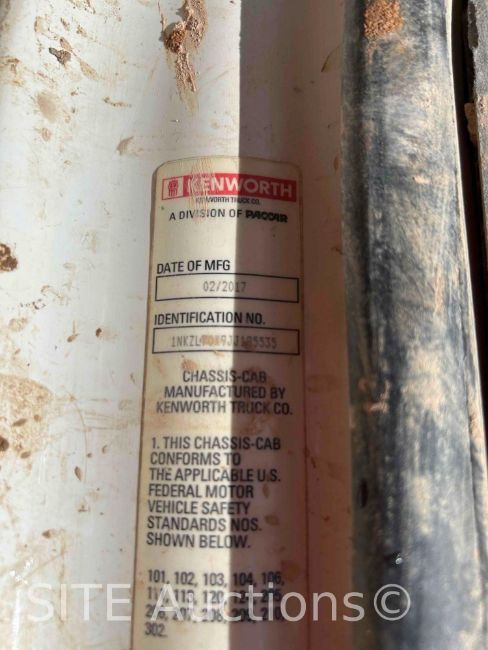 KENWORTH
KENWORTH TRUCK CO.
A DIVISION OF PACCAR
DATE OF MFG
02/2017
IDENTIFICATION NO.
CHASSIS-CAB
MANUFACTURED BY
KENWORTH TRUCK CO.
1. THIS CHASSIS-CAB
CONFORMS TO
THE APPLICABLE U.S.
FEDERAL MOTOR
VEHICLE SAFETY
STANDARDS NOS.
SHOWN BELOW.
101, 102, 103, 104, 106,
302.
SITE Auctions©